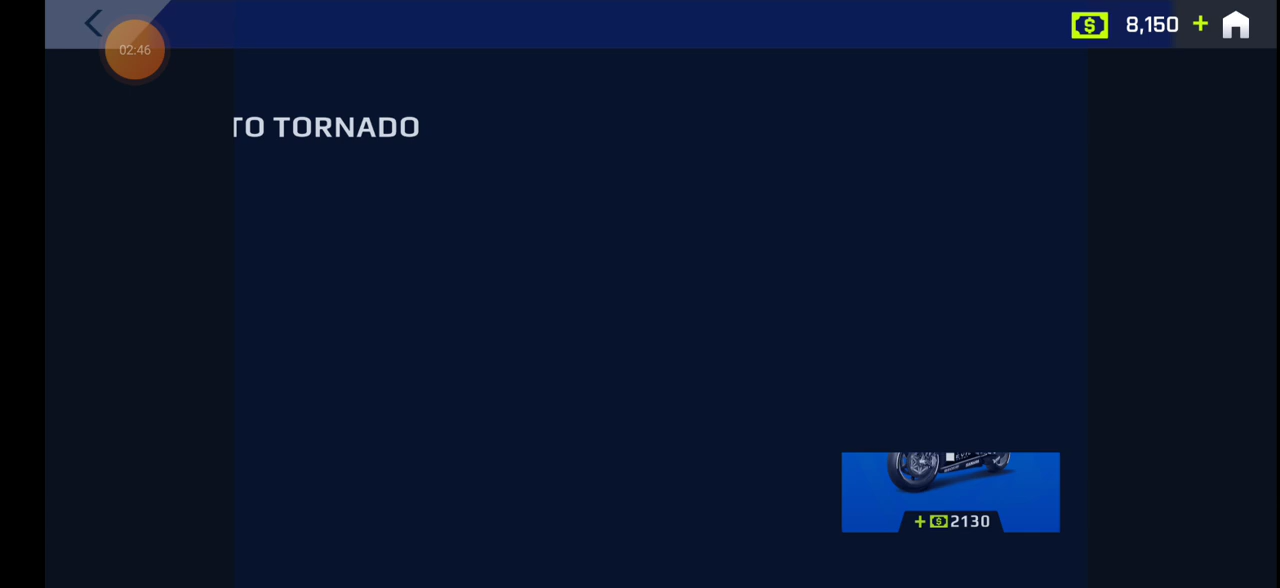 8,150 +
02:46
TO TORNADO
+ 2130